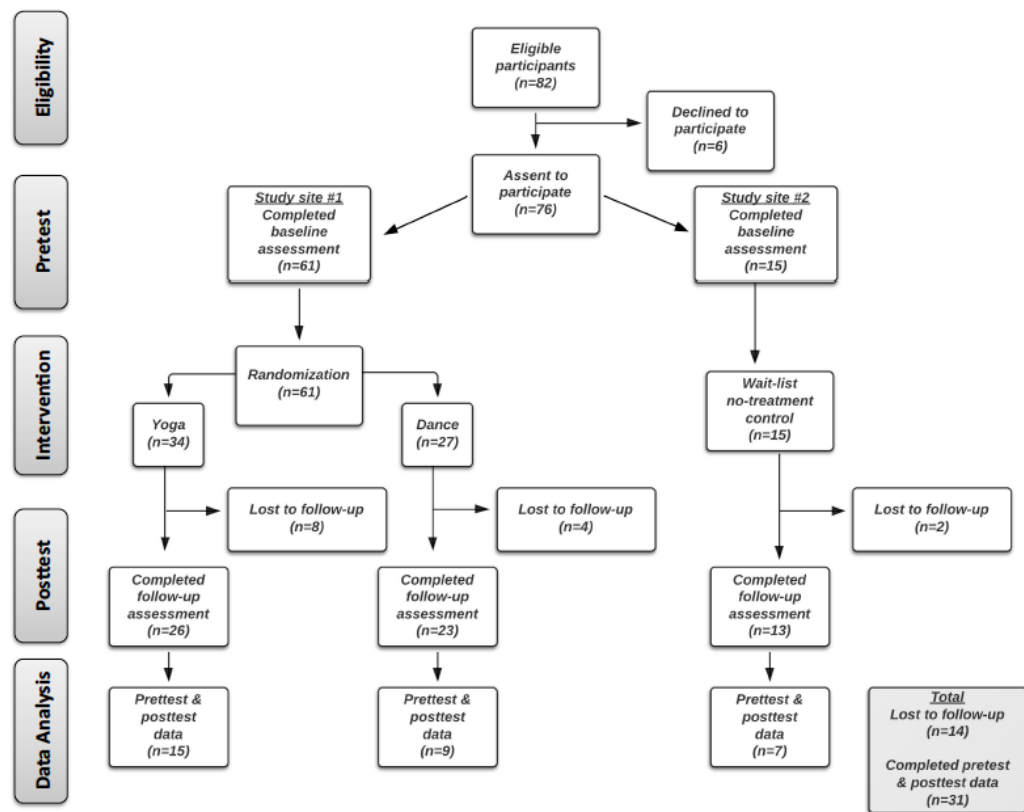 Eligibility
Eligible
participants
(n=82)
Declined to
participate
(n=6)
Assent to
participate
(n=76)
Pretest
Study site #1
Completed
baseline
assessment
(n=61)
Study site #2
Completed
baseline
assessment
(n=15)
Intervention
Randomization
(n=61)
Yoga
(n=34)
Dance
(n=27)
Wait-list
no-treatment
control
(n=15)
Posttest
Lost to follow-up
(n=8)
Lost to follow-up
(n=4)
Lost to follow-up
(n=2)
Completed
follow-up
assessment
(n=26)
Completed
follow-up
assessment
(n=23)
Completed
follow-up
assessment
(n=13)
Data Analysis
Prettest &
posttest
data
(n=15)
Prettest &
posttest
data
(n=9)
Prettest &
posttest
data
(n=7)
Total
Lost to follow-up
(n=14)
Completed pretest
& posttest data
(n=31)